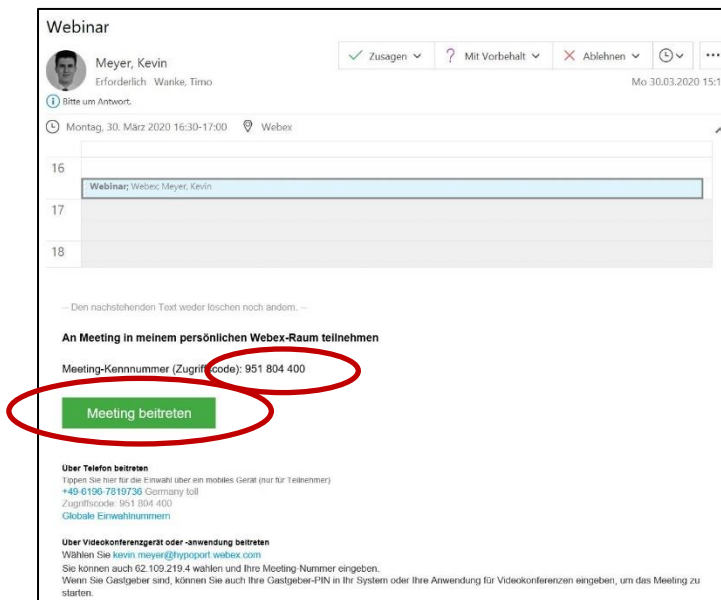 Webinar
Meyer, Kevin
Zusagen
Mit Vorbehalt
Ablehnen
Erforderlich Wanke, Timo
Mo 30.03.2020 15:1
Bitte um Antwort.
Montag, 30. März 2020 16:30-17:00 Webex
16
Webinar; Webex; Meyer, Kevin
17
18
-- Den nachstehenden Text weder löschen noch ändern. --
An Meeting in meinem persönlichen Webex-Raum teilnehmen
Meeting-Kennnummer (Zugriffscode): 951 804 400
Meeting beitreten
Über Telefon beitreten
Tippen Sie hier für die Einwahl über ein mobiles Gerät (nur für Teilnehmer)
+49-6196-7819736 Germany toll
Zugriffscode: 951 804 400
Globale Einwahlnummern
Über Videokonferenzgerät oder -anwendung beitreten
Wählen Sie kevin.meyer@hypoport.webex.com
Sie können auch 62.109.219.4 wählen und Ihre Meeting-Nummer eingeben.
Wenn Sie Gastgeber sind, können Sie auch Ihre Gastgeber-PIN in Ihr System oder Ihre Anwendung für Videokonferenzen eingeben, um das Meeting zu
starten.